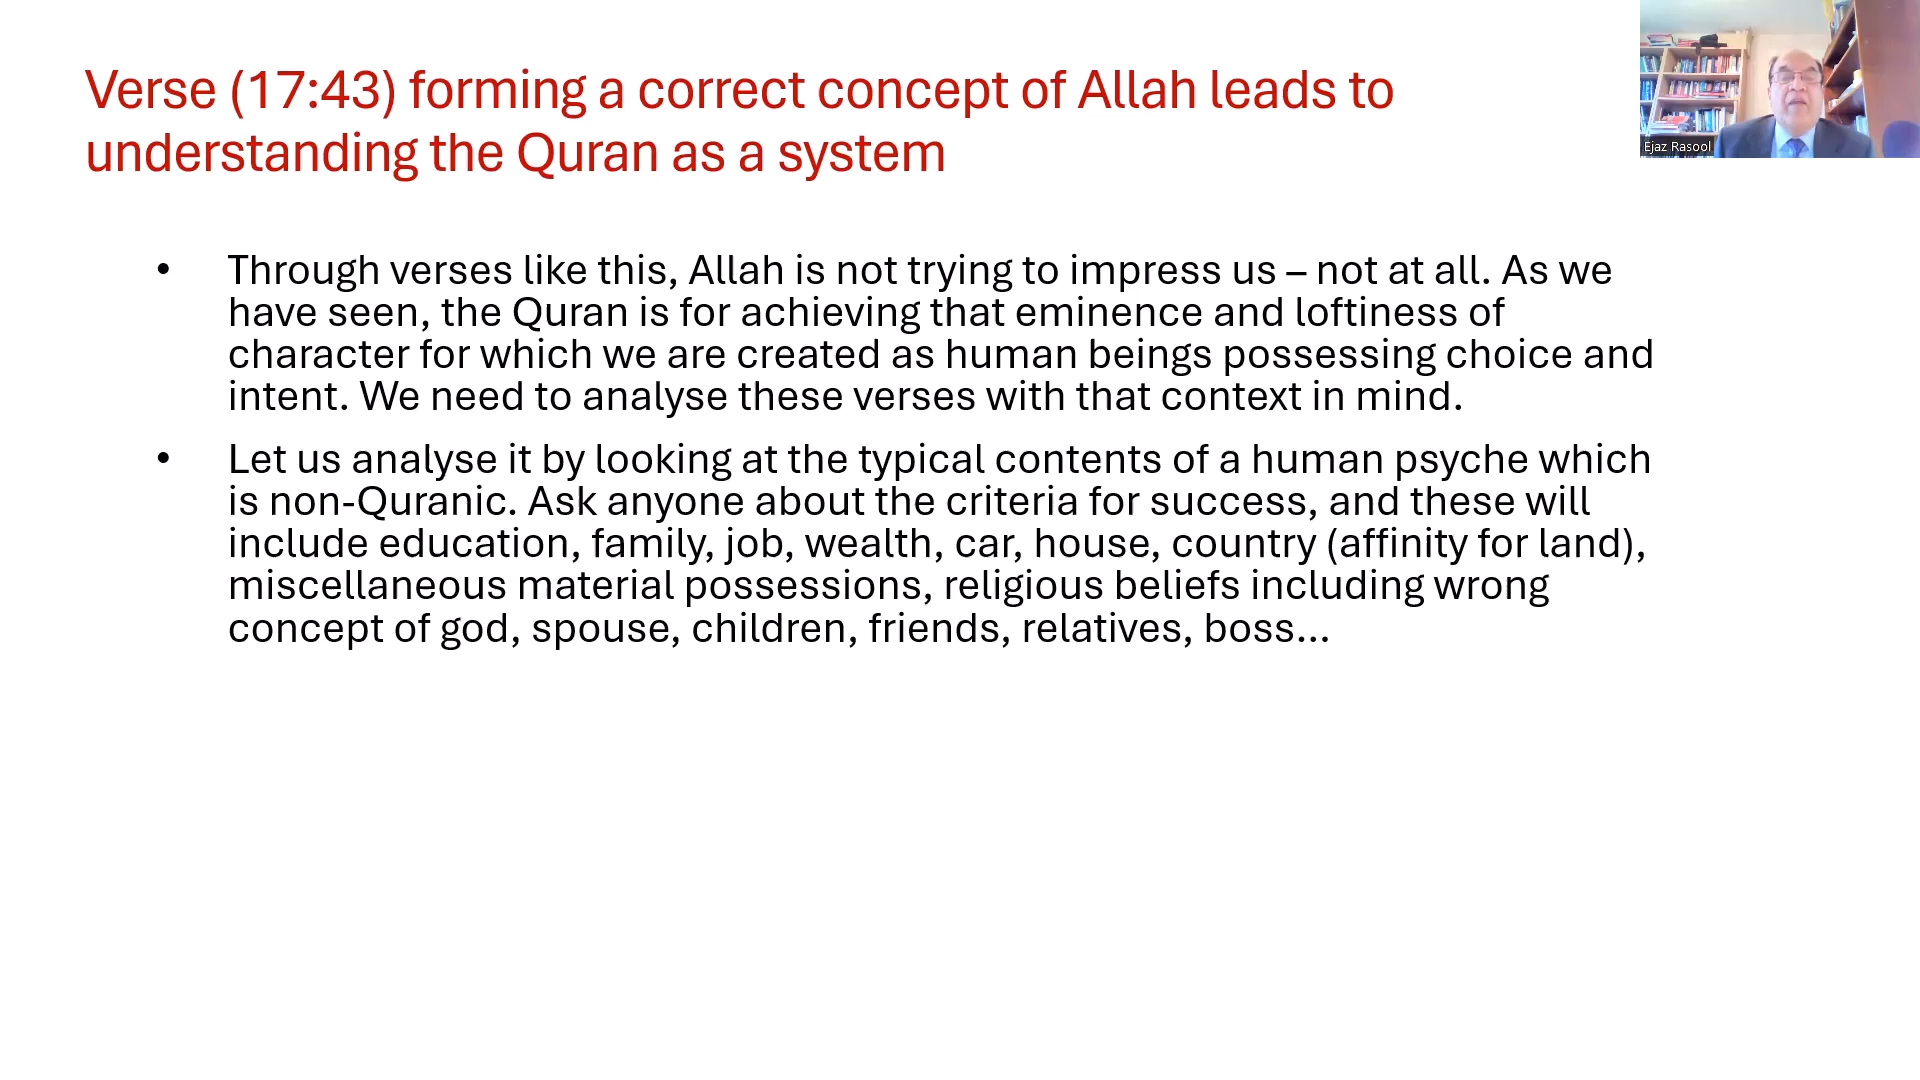 Verse (17:43) forming a correct concept of Allah leads to
understanding the Quran as a system
Ejaz Rasool
• Through verses like this, Allah is not trying to impress us – not at all. As we
have seen, the Quran is for achieving that eminence and loftiness of
character for which we are created as human beings possessing choice and
intent. We need to analyse these verses with that context in mind.
• Let us analyse it by looking at the typical contents of a human psyche which
is non-Quranic. Ask anyone about the criteria for success, and these will
include education, family, job, wealth, car, house, country (affinity for land),
miscellaneous material possessions, religious beliefs including wrong
concept of god, spouse, children, friends, relatives, boss...